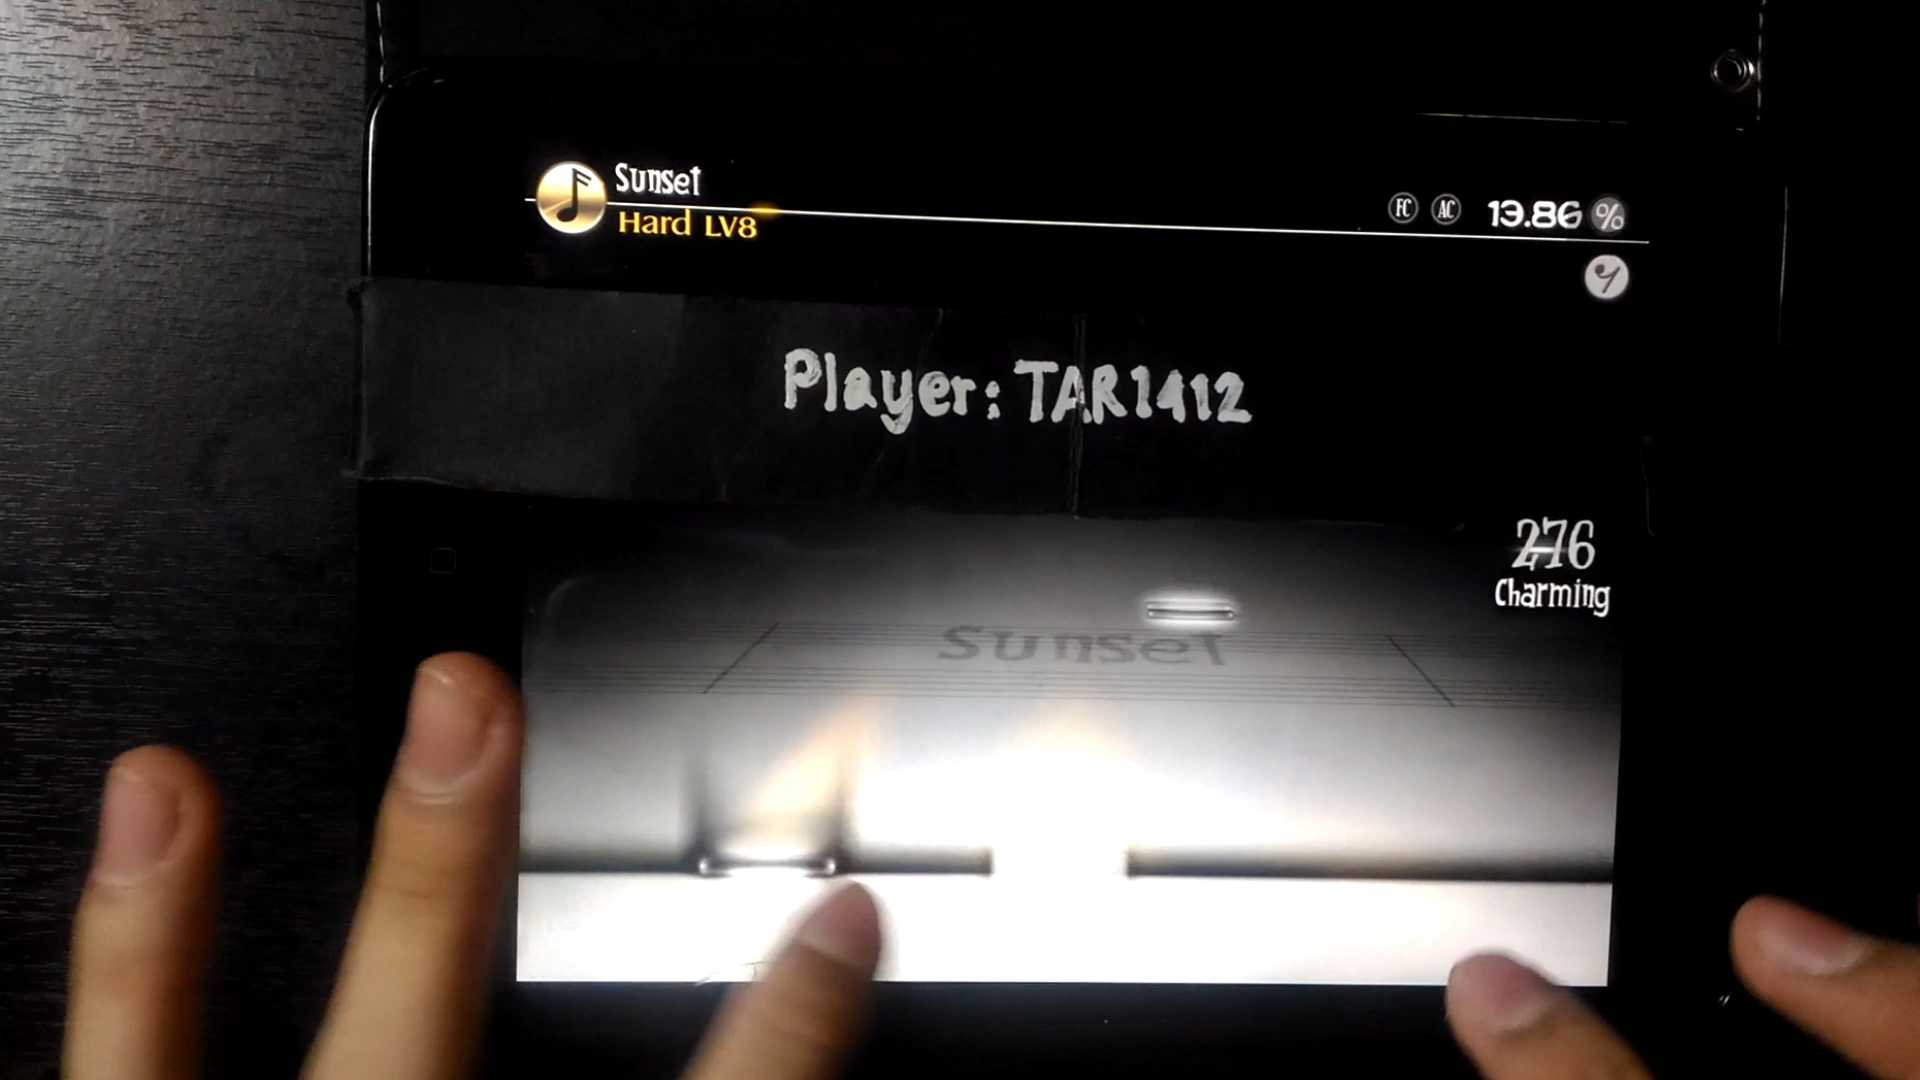 Sunset
Hard LV8
FC AC 13.86 %
Player: TAR1412
276
Charming
Sunset